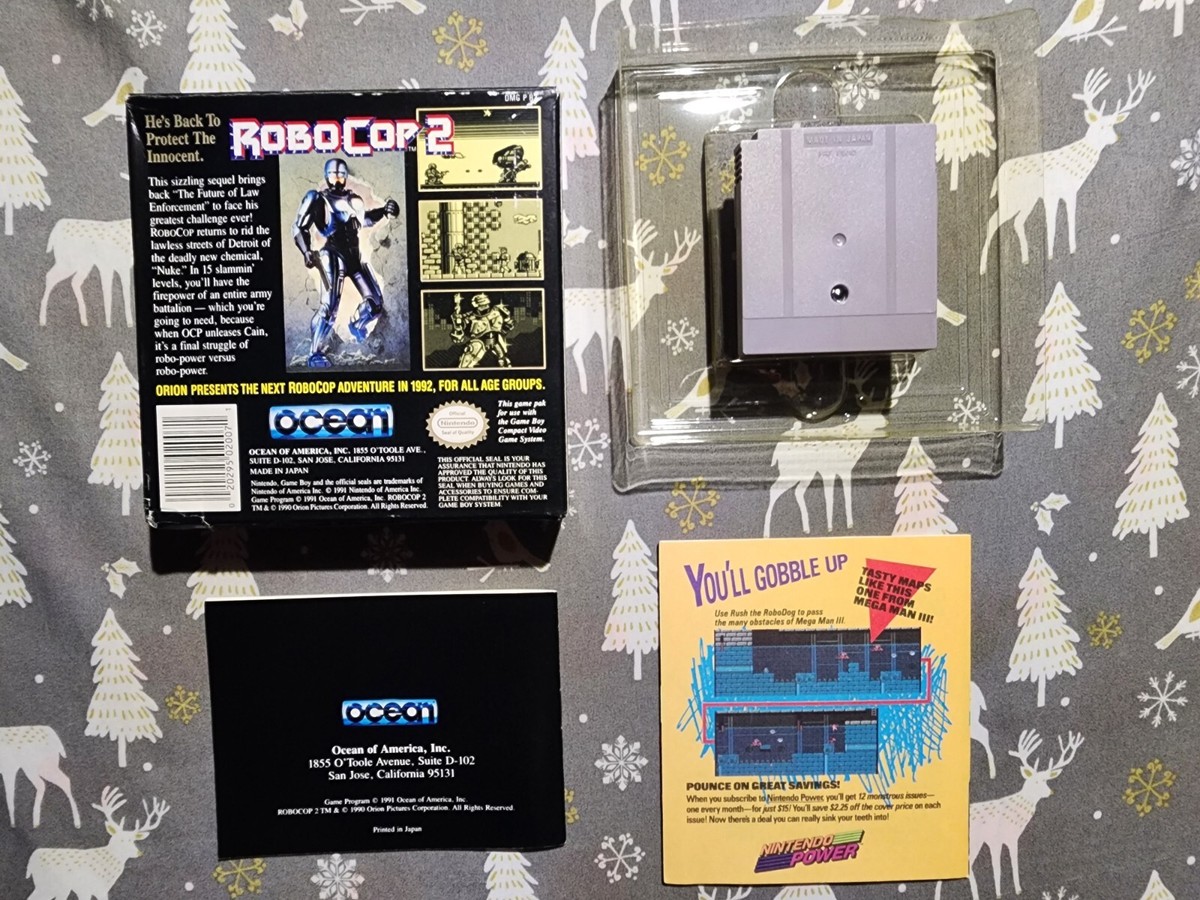 DMG P
He's Back To
Protect The
Innocent.
ROBOCOP 2
TM
This sizzling sequel brings
back "The Future of Law
Enforcement" to face his
greatest challenge ever!
ROBOCOP returns to rid the
lawless streets of Detroit of
the deadly new chemical,
"Nuke." In 15 slammin'
levels, you'll have the
firepower of an entire army
battalion — which you're
going to need, because
when OCP unleases Cain,
it's a final struggle of
robo-power versus
robo-power.
ORION PRESENTS THE NEXT ROBOCOP ADVENTURE IN 1992, FOR ALL AGE GROUPS.
ocean
OCEAN OF AMERICA, INC. 1855 O'TOOLE AVE.,
SUITE D-102, SAN JOSE, CALIFORNIA 95131
MADE IN JAPAN
Nintendo, Game Boy and the official seals are trademarks of
Nintendo of America Inc. © 1991 Nintendo of America Inc.
Game Program © 1991 Ocean of America, Inc. ROBOCOP 2
TM & © 1990 Orion Pictures Corporation. All Rights Reserved.
Official
Nintendo
Seal of Quality
This game pak
for use with
the Game Boy
Compact Video
Game System.
THIS OFFICIAL SEAL IS YOUR
ASSURANCE THAT NINTENDO HAS
APPROVED THE QUALITY OF THIS
PRODUCT. ALWAYS LOOK FOR THIS
SEAL WHEN BUYING GAMES AND
ACCESSORIES TO ENSURE COM-
PLETE COMPATIBILITY WITH YOUR
GAME BOY SYSTEM.
0 20295 02007 1
MADE IN JAPAN
ocean
Ocean of America, Inc.
1855 O'Toole Avenue, Suite D-102
San Jose, California 95131
Game Program © 1991 Ocean of America, Inc.
ROBOCOP 2 TM & © 1990 Orion Pictures Corporation. All Rights Reserved.
Printed in Japan
YOU'LL GOBBLE UP
TASTY MAPS
LIKE THIS
ONE FROM
MEGA MAN III!
Use Rush the RoboDog to pass
the many obstacles of Mega Man III.
POUNCE ON GREAT SAVINGS!
When you subscribe to Nintendo Power, you'll get 12 monstrous issues—
one every month—for just $15! You'll save $2.25 off the cover price on each
issue! Now there's a deal you can really sink your teeth into!
NINTENDO
POWER